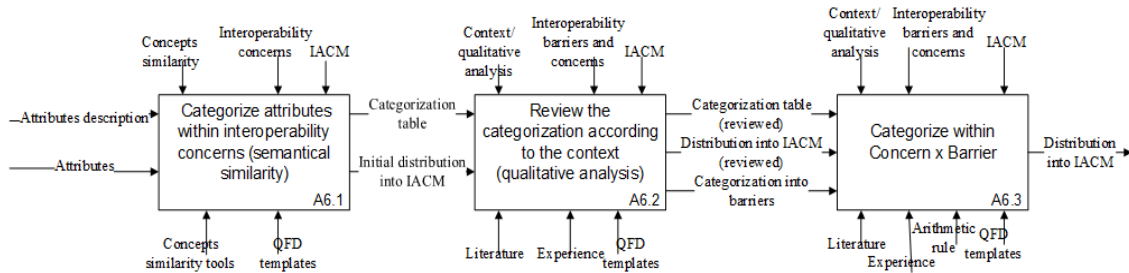 Concepts
similarity
Interoperability
concerns
IACM
Attributes description
Attributes
Categorize attributes
within interoperability
concerns (semantical
similarity)
A6.1
Concepts
similarity tools
QFD
templates
Categorization
table
Initial distribution
into IACM
Context/
qualitative
analysis
Interoperability
barriers and
concerns
IACM
Review the
categorization according
to the context
(qualitative analysis)
A6.2
Literature
Experience
QFD
templates
Categorization table
(reviewed)
Distribution into IACM
(reviewed)
Categorization into
barriers
Context/
qualitative
analysis
Interoperability
barriers and
concerns
IACM
Categorize within
Concern x Barrier
A6.3
Literature
Experience
Arithmetic
rule
QFD
templates
Distribution
into IACM